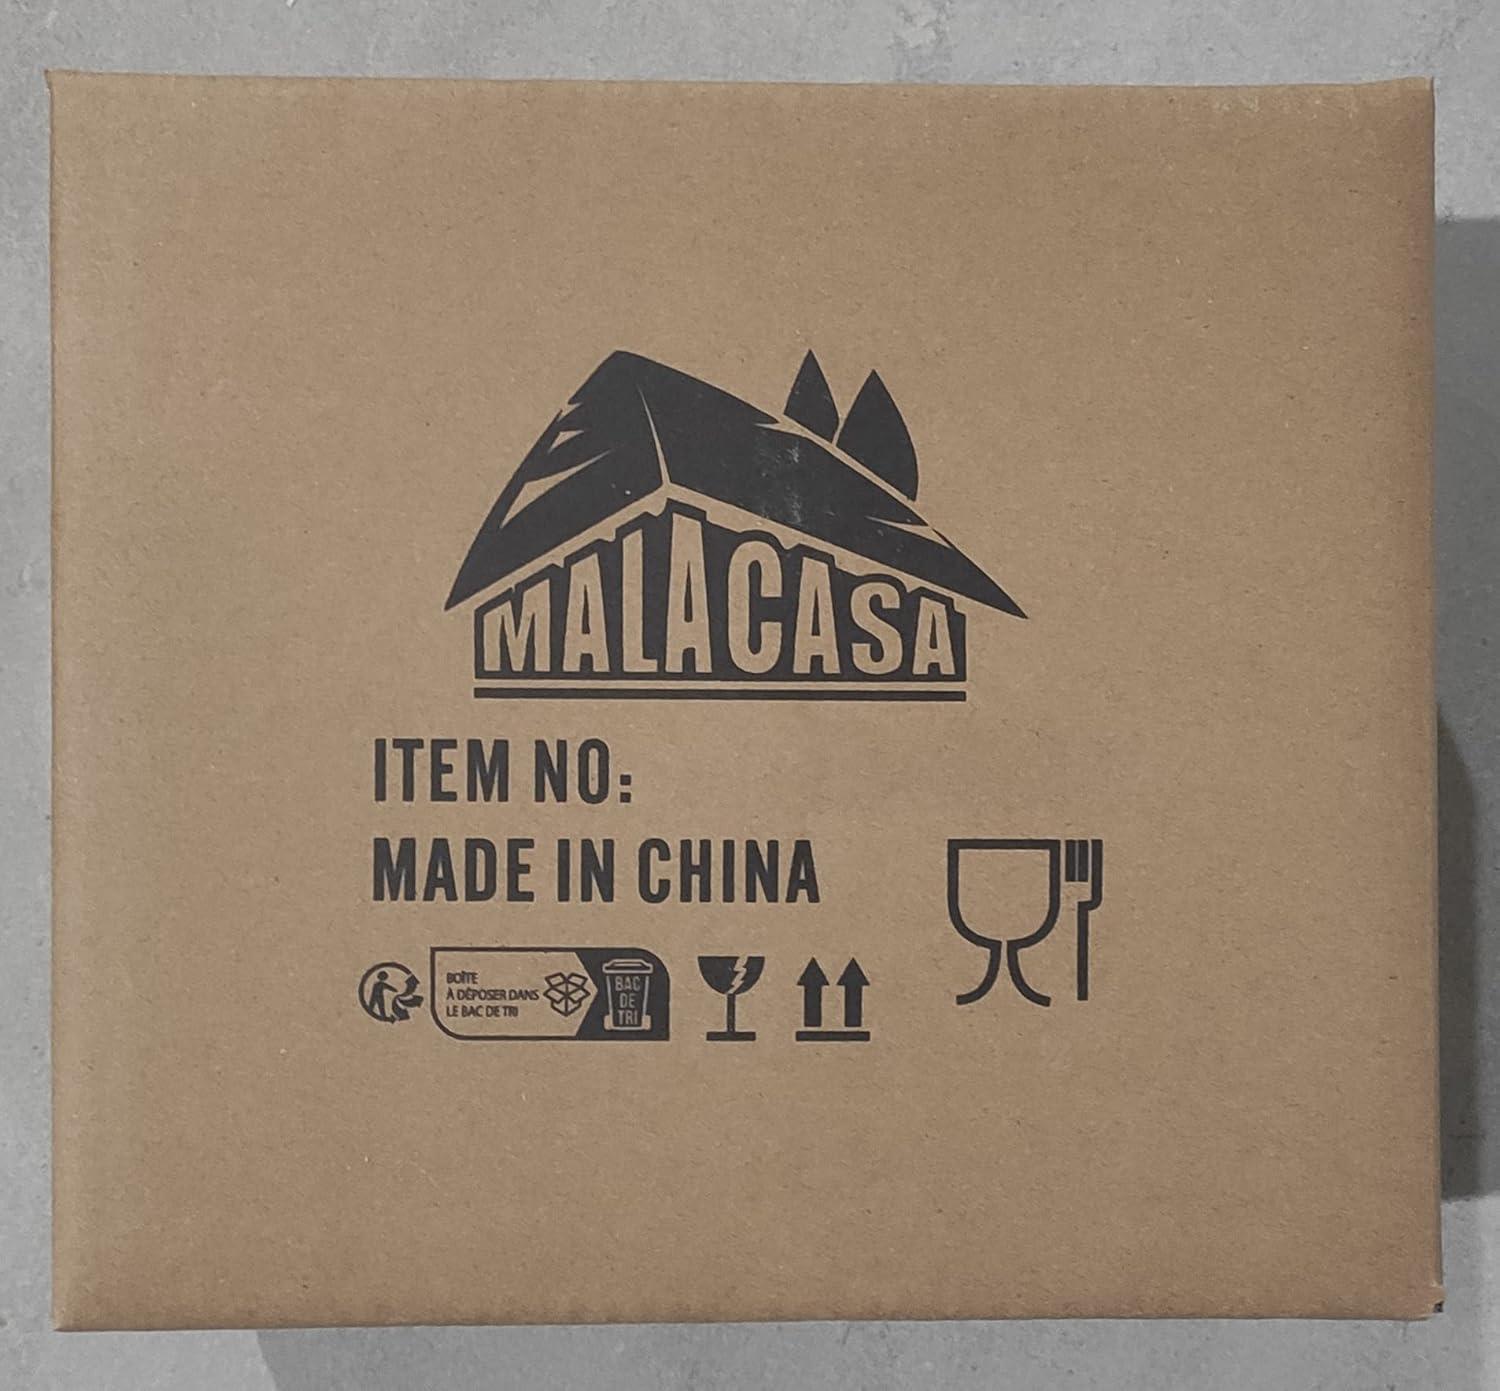 MALACASA
ITEM NO:
MADE IN CHINA
BOÎTE
À DÉPOSER DANS
LE BAC DE TRI
BAC
DE
TRI